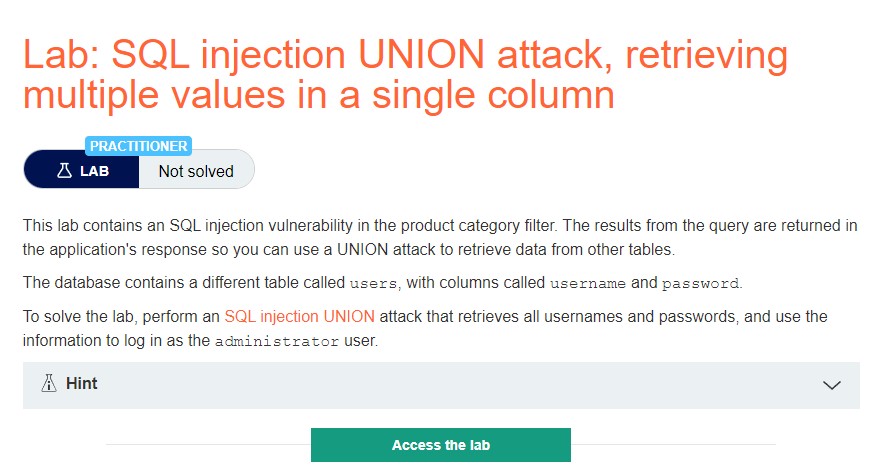 Lab: SQL injection UNION attack, retrieving
multiple values in a single column
PRACTITIONER
LAB
Not solved
This lab contains an SQL injection vulnerability in the product category filter. The results from the query are returned in
the application's response so you can use a UNION attack to retrieve data from other tables.
The database contains a different table called users, with columns called username and password.
To solve the lab, perform an SQL injection UNION attack that retrieves all usernames and passwords, and use the
information to log in as the administrator user.
Hint
Access the lab